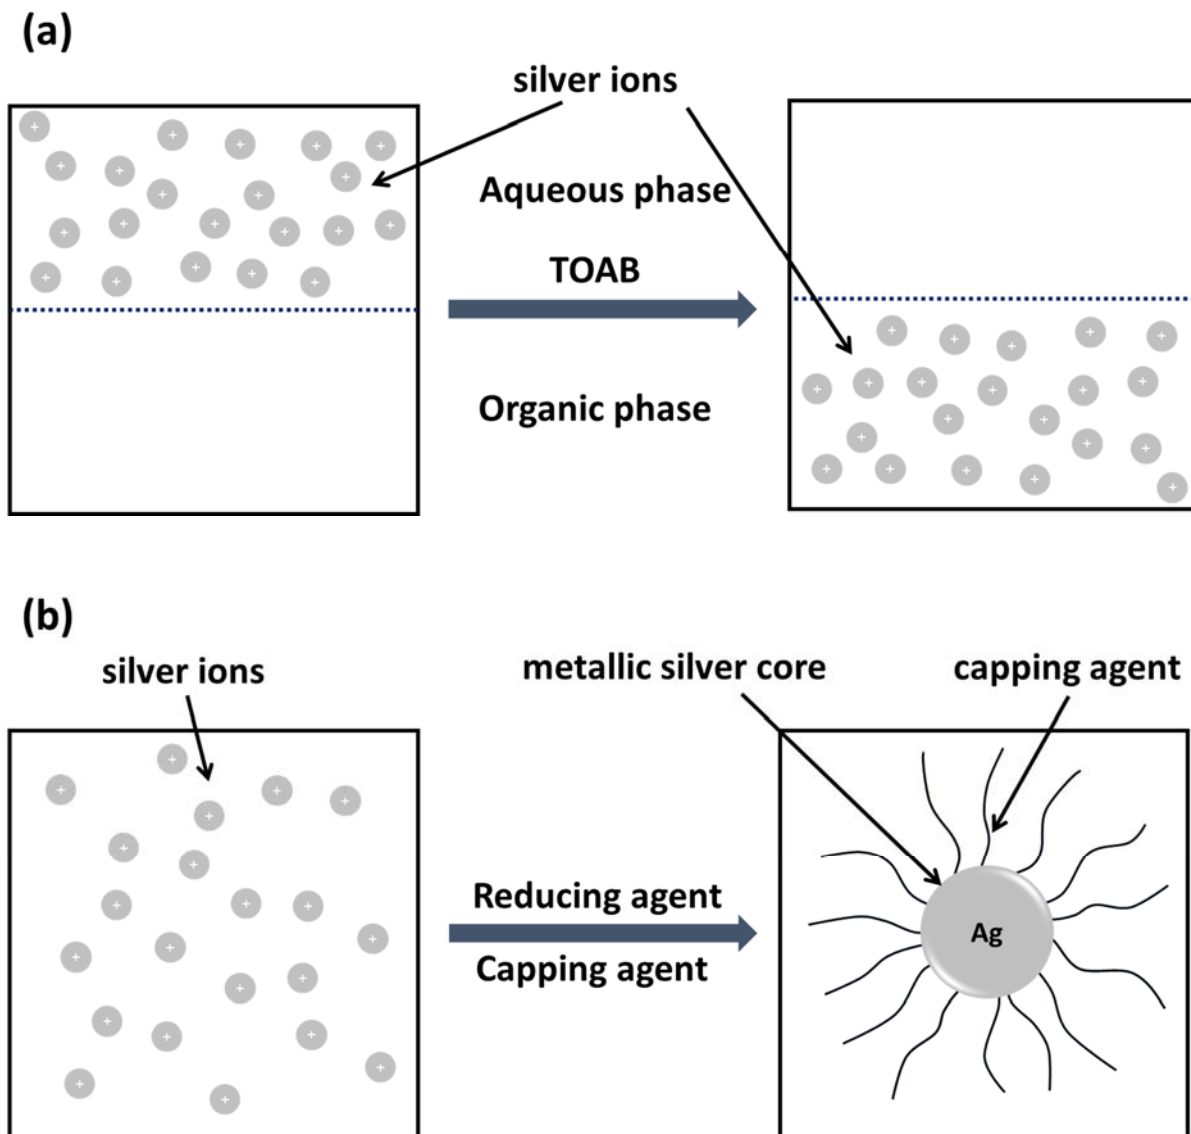 (a)
silver ions
Aqueous phase
TOAB
Organic phase
(b)
silver ions
metallic silver core
capping agent
Reducing agent
Capping agent
Ag